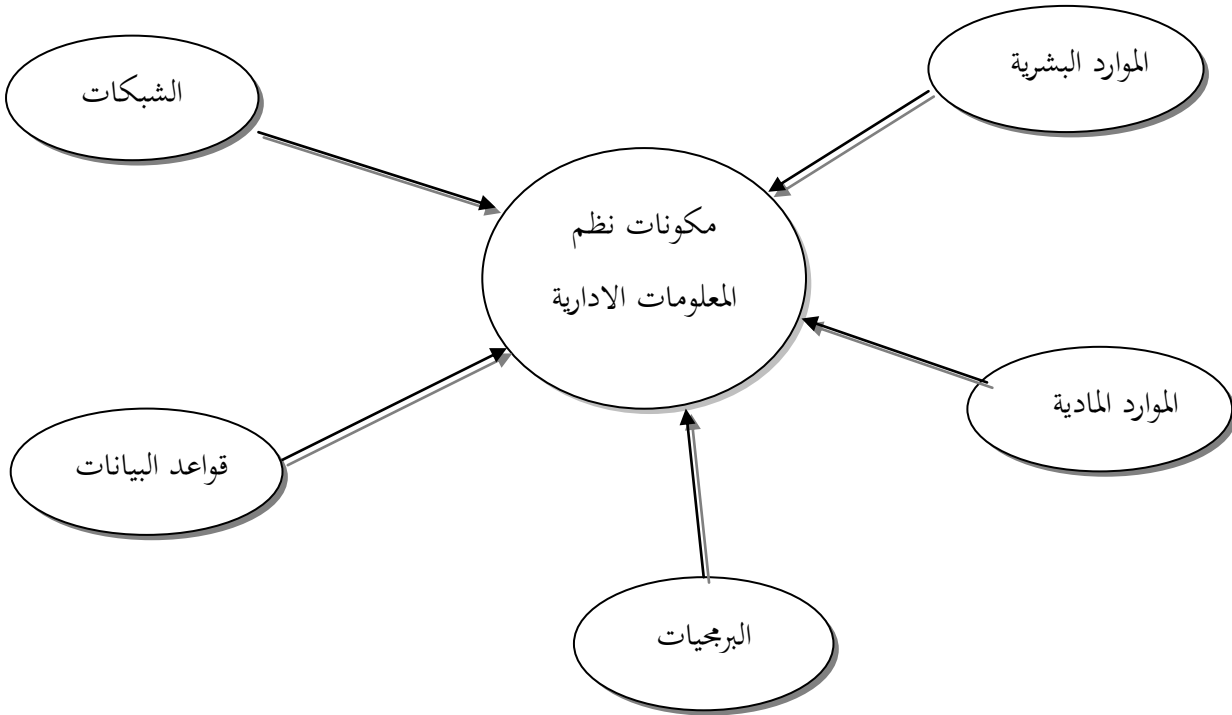 الموارد البشرية
الشبكات
مكونات نظم
المعلومات الادارية
الموارد المادية
قواعد البيانات
البرمجيات